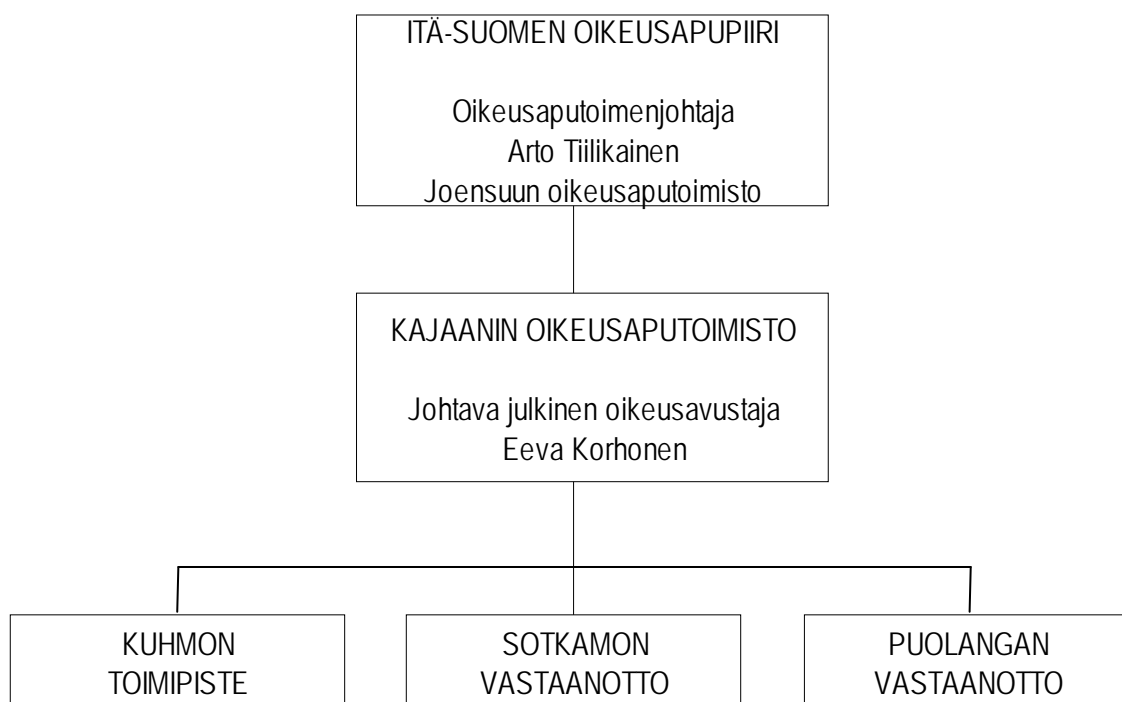 ITÄ-SUOMEN OIKEUSAPUPIIRI
Oikeusaputoimenjohtaja
Arto Tiilikainen
Joensuun oikeusaputoimisto
KAJAANIN OIKEUSAPUTOIMISTO
Johtava julkinen oikeusavustaja
Eeva Korhonen
KUHMON
TOIMIPISTE
SOTKAMON
VASTAANOTTO
PUOLANGAN
VASTAANOTTO